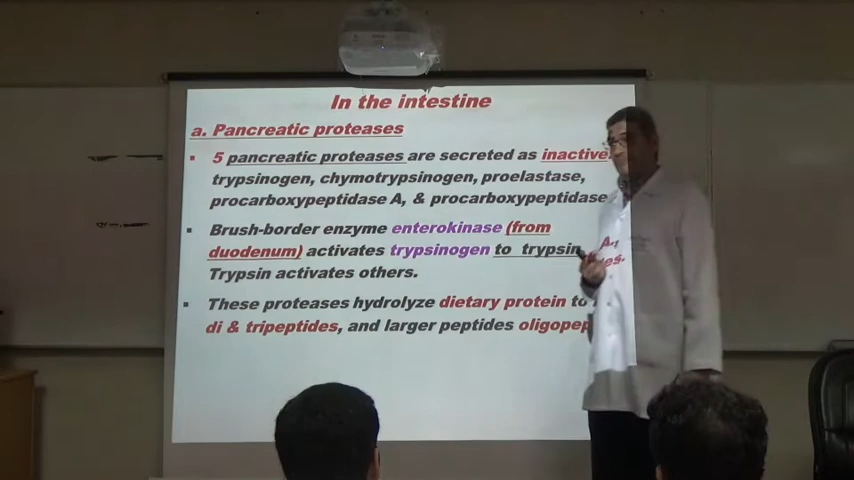 In the intestine
a. Pancreatic proteases
5 pancreatic proteases are secreted as inactive:
trypsinogen, chymotrypsinogen, proelastase,
procarboxypeptidase A, & procarboxypeptidase
Brush-border enzyme enterokinase (from
duodenum) activates trypsinogen to trypsin
Trypsin activates others.
These proteases hydrolyze dietary protein to
di & tripeptides, and larger peptides